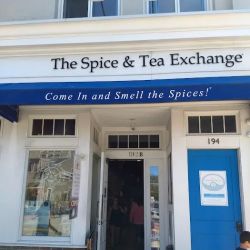 The Spice & Tea Exchange
Come In and Smell the Spices!
194